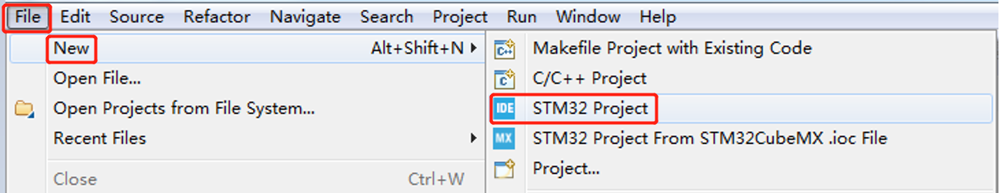 File Edit Source Refactor Navigate Search Project Run Window Help
New Alt+Shift+N
Open File...
Open Projects from File System...
Recent Files
Close Ctrl+W
C++ Makefile Project with Existing Code
C C/C++ Project
IDE STM32 Project
MX STM32 Project From STM32CubeMX .ioc File
Project...